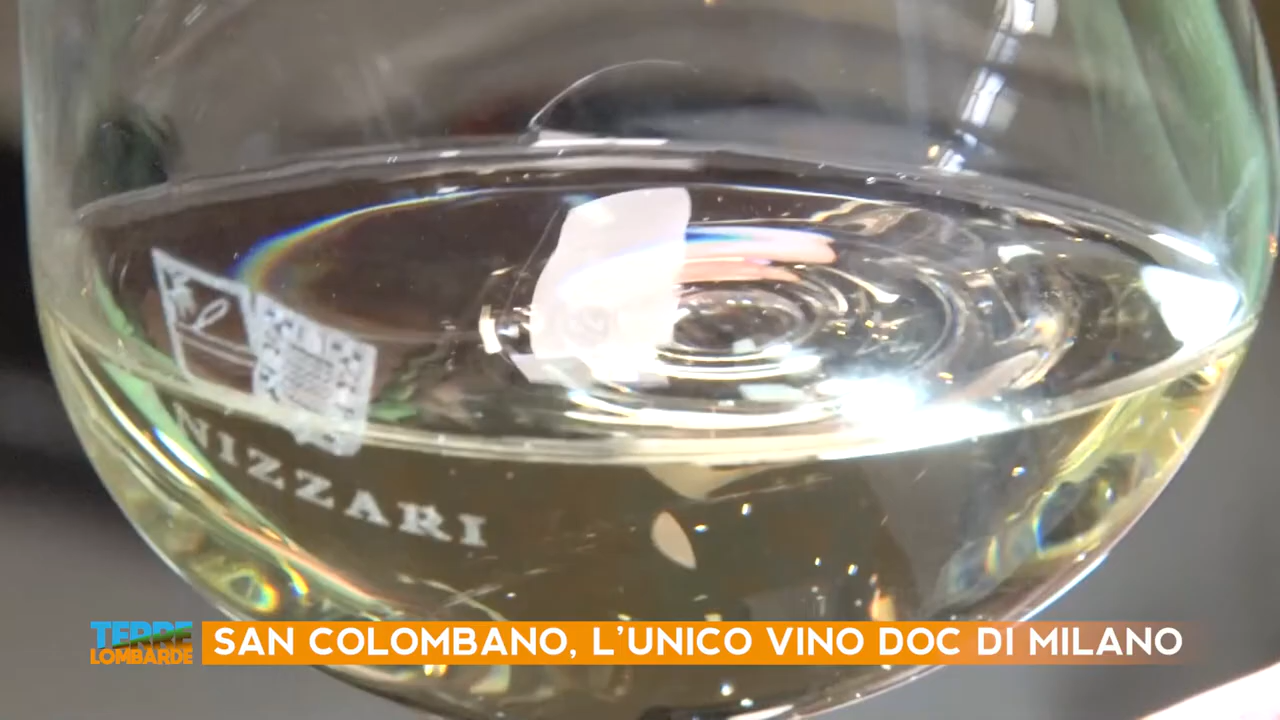 NIZZARI
TERRE
LOMBARDE
SAN COLOMBANO, L'UNICO VINO DOC DI MILANO